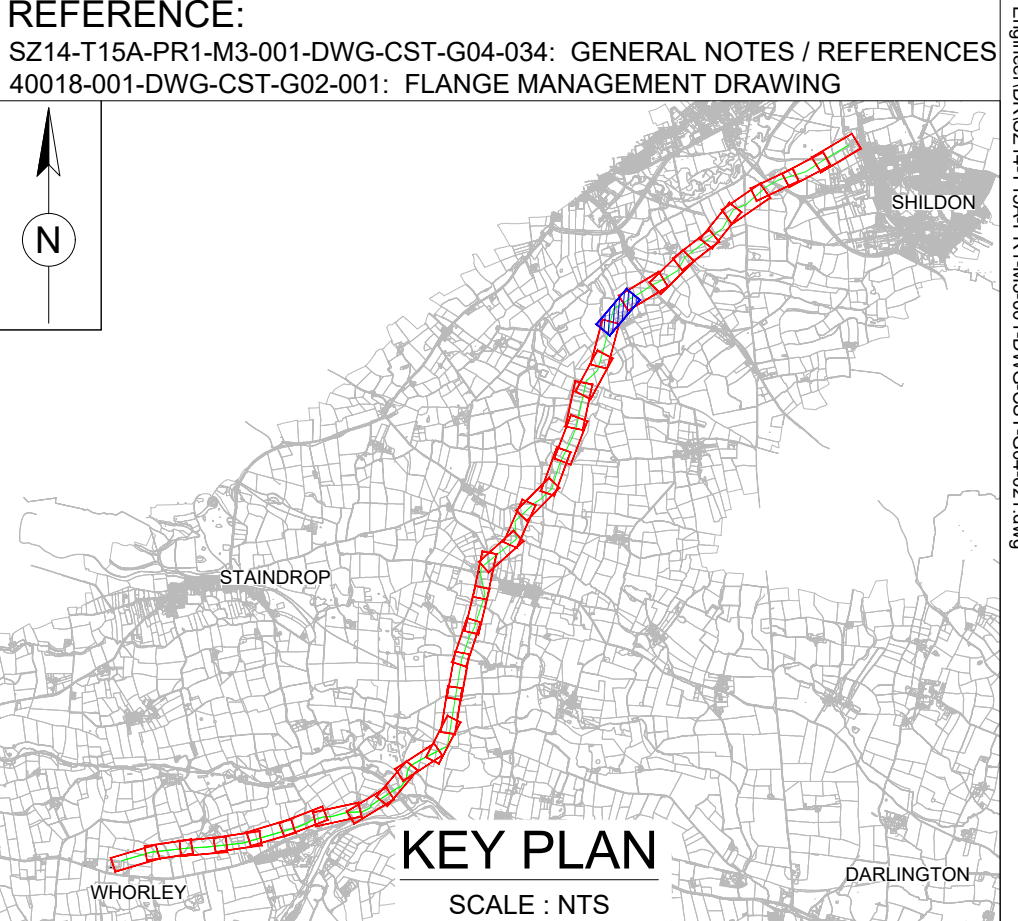 REFERENCE:
SZ14-T15A-PR1-M3-001-DWG-CST-G04-034: GENERAL NOTES / REFERENCES
40018-001-DWG-CST-G02-001: FLANGE MANAGEMENT DRAWING
N
SHILDON
STAINDROP
WHORLEY
KEY PLAN
SCALE : NTS
DARLINGTON